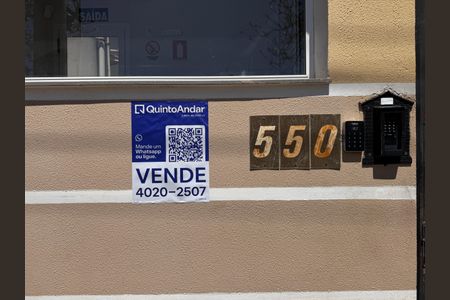 SAÍDA
QuintoAndar
Mande um
Whatsapp
ou ligue.
VENDE
4020-2507
550